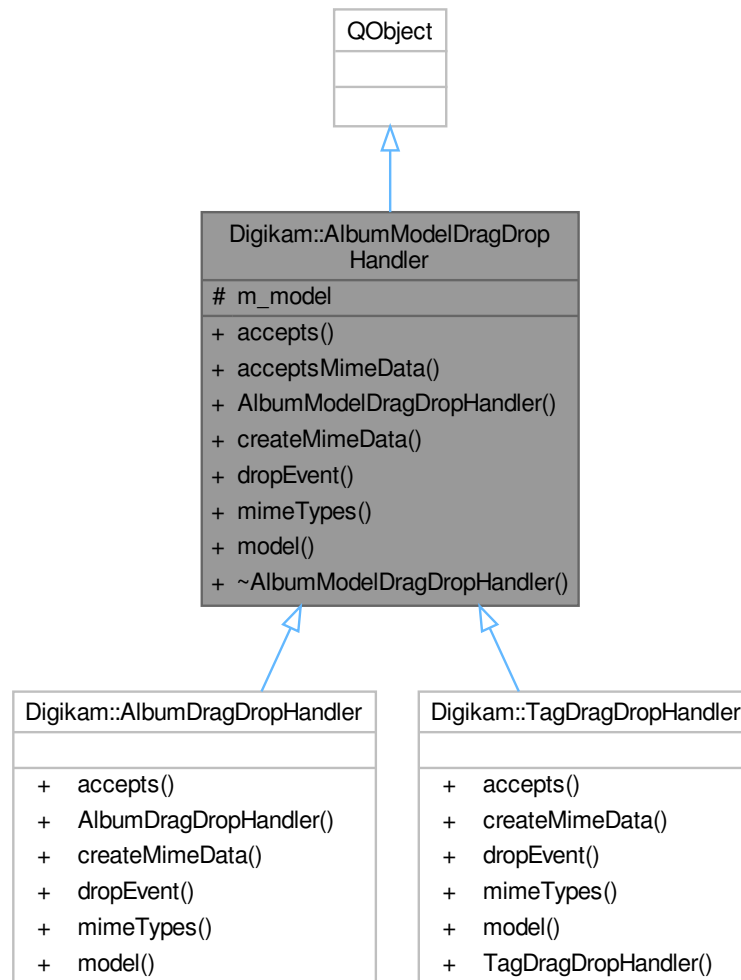 QObject
Digikam::AlbumModelDragDrop
Handler
# m_model
+ accepts()
+ acceptsMimeData()
+ AlbumModelDragDropHandler()
+ createMimeData()
+ dropEvent()
+ mimeTypes()
+ model()
+ ~AlbumModelDragDropHandler()
Digikam::AlbumDragDropHandler
+ accepts()
+ AlbumDragDropHandler()
+ createMimeData()
+ dropEvent()
+ mimeTypes()
+ model()
Digikam::TagDragDropHandler
+ accepts()
+ createMimeData()
+ dropEvent()
+ mimeTypes()
+ model()
+ TagDragDropHandler()